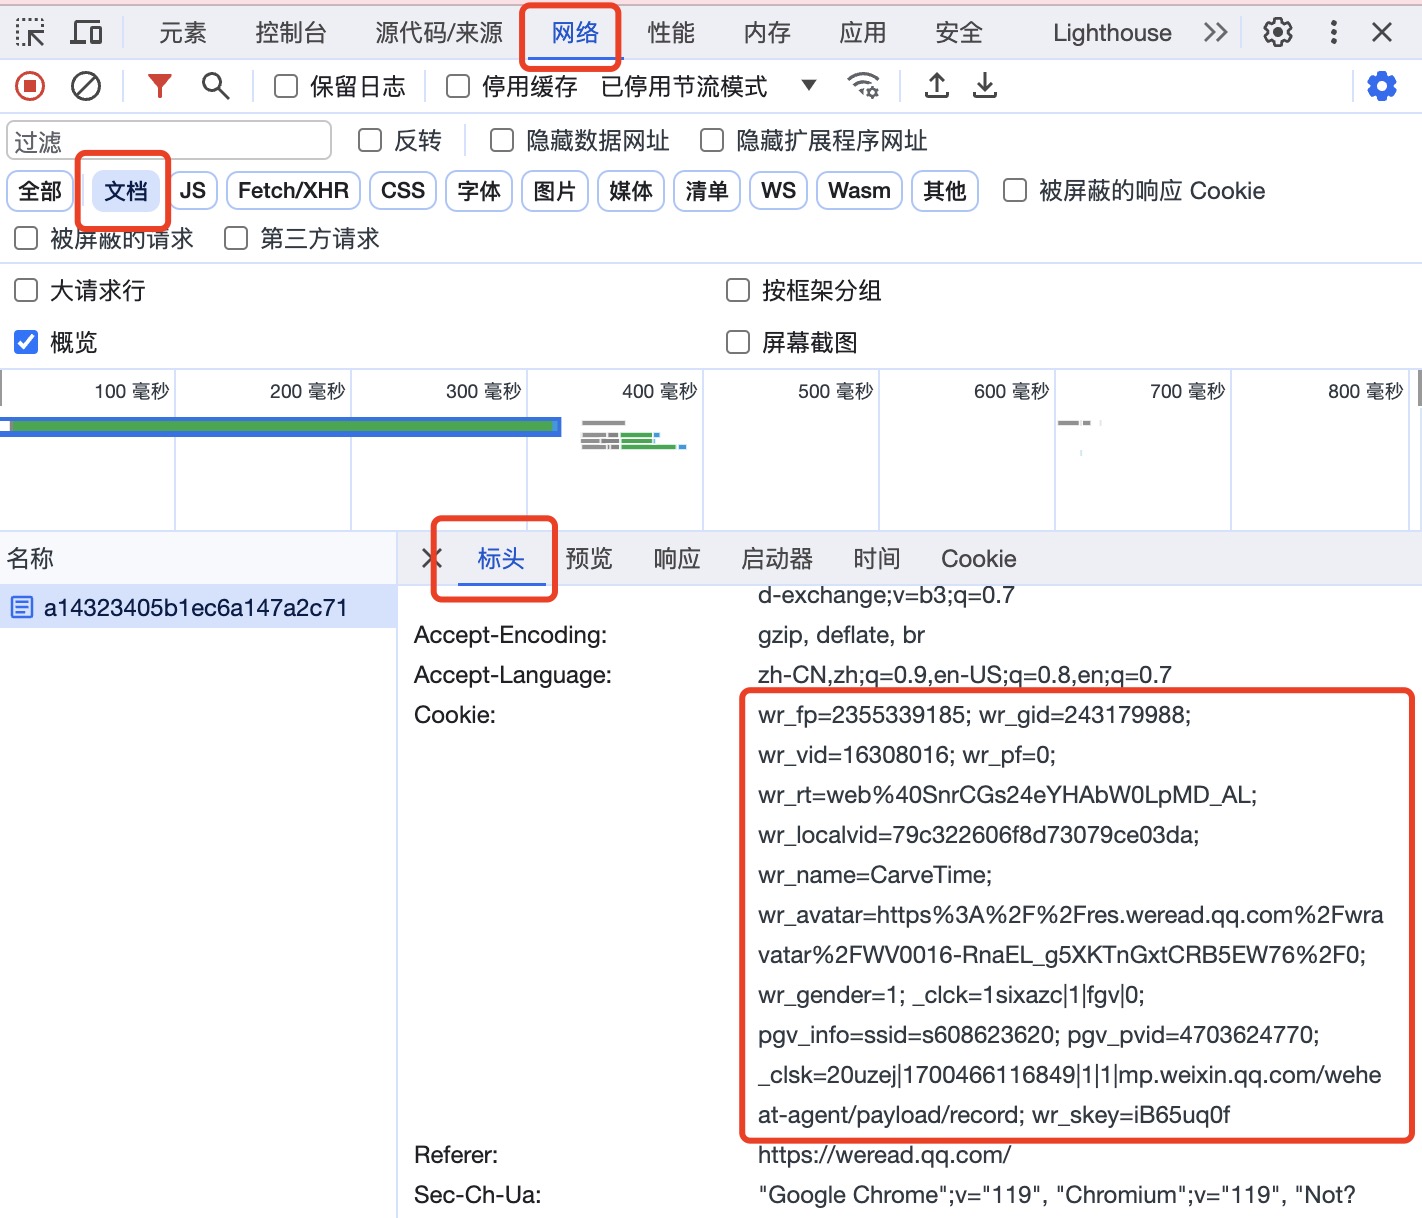 元素 控制台 源代码/来源 网络 性能 内存 应用 安全 Lighthouse
保留日志 停用缓存 已停用节流模式
过滤 反转 隐藏数据网址 隐藏扩展程序网址
全部 文档 JS Fetch/XHR CSS 字体 图片 媒体 清单 WS Wasm 其他 被屏蔽的响应 Cookie
被屏蔽的请求 第三方请求
大请求行 按框架分组
概览 屏幕截图
100 毫秒 200 毫秒 300 毫秒 400 毫秒 500 毫秒 600 毫秒 700 毫秒 800 毫秒
名称 标头 预览 响应 启动器 时间 Cookie
a14323405b1ec6a147a2c71
d-exchange;v=b3;q=0.7
Accept-Encoding: gzip, deflate, br
Accept-Language: zh-CN,zh;q=0.9,en-US;q=0.8,en;q=0.7
Cookie: wr_fp=2355339185; wr_gid=243179988;
wr_vid=16308016; wr_pf=0;
wr_rt=web%40SnrCGs24eYHAbW0LpMD_AL;
wr_localvid=79c322606f8d73079ce03da;
wr_name=CarveTime;
wr_avatar=https%3A%2F%2Fres.weread.qq.com%2Fwra
vatar%2FWV0016-RnaEL_g5XKTnGxtCRB5EW76%2F0;
wr_gender=1; _clck=1sixazc|1|fgv|0;
pgv_info=ssid=s608623620; pgv_pvid=4703624770;
_clsk=20uzej|1700466116849|1|1|mp.weixin.qq.com/wehe
at-agent/payload/record; wr_skey=iB65uq0f
Referer: https://weread.qq.com/
Sec-Ch-Ua: "Google Chrome";v="119", "Chromium";v="119", "Not?